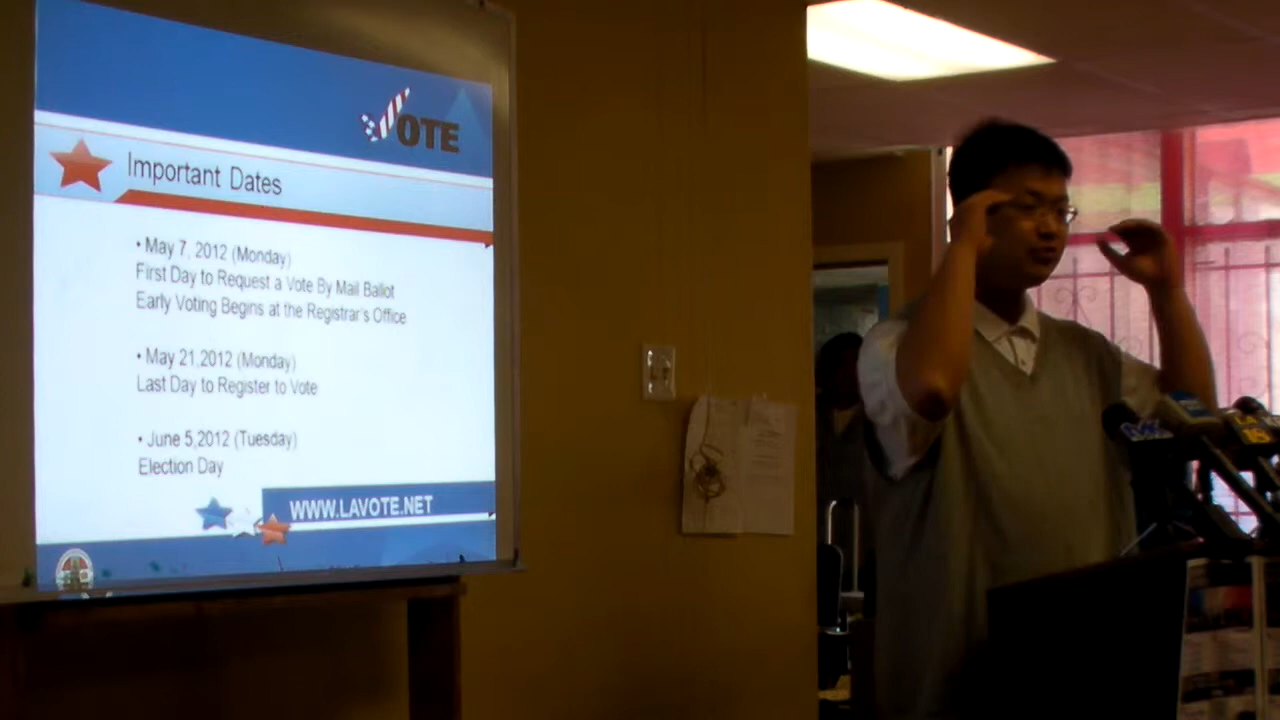 VOTE
Important Dates
• May 7, 2012 (Monday)
First Day to Request a Vote By Mail Ballot
Early Voting Begins at the Registrar's Office
• May 21,2012 (Monday)
Last Day to Register to Vote
• June 5,2012 (Tuesday)
Election Day
WWW.LAVOTE.NET
LA
18